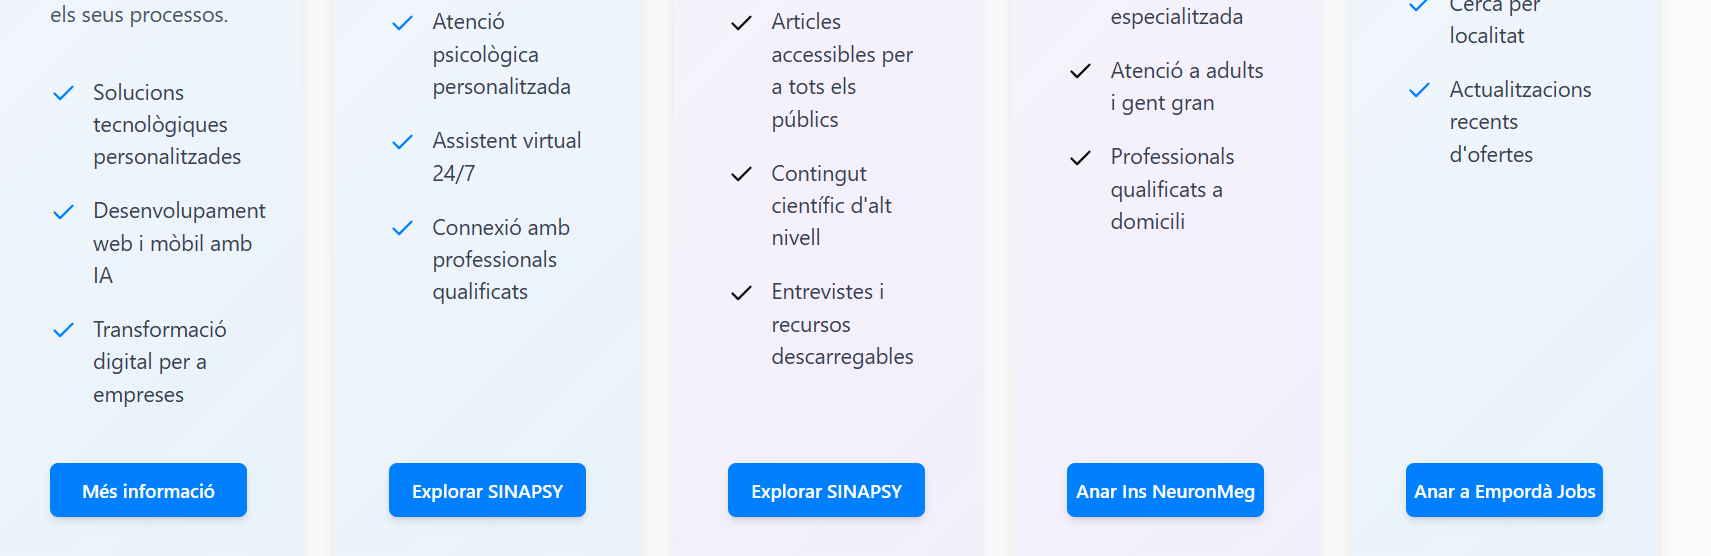 els seus processos.
Solucions
tecnològiques
personalitzades
Desenvolupament
web i mòbil amb
IA
Transformació
digital per a
empreses
Més informació
Atenció
psicològica
personalitzada
Assistent virtual
24/7
Connexió amb
professionals
qualificats
Explorar SINAPSY
Articles
accessibles per
a tots els
públics
Contingut
científic d'alt
nivell
Entrevistes i
recursos
descarregables
Explorar SINAPSY
especialitzada
Atenció a adults
i gent gran
Professionals
qualificats a
domicili
Anar Ins NeuronMeg
Cerca per
localitat
Actualitzacions
recents
d'ofertes
Anar a Empordà Jobs